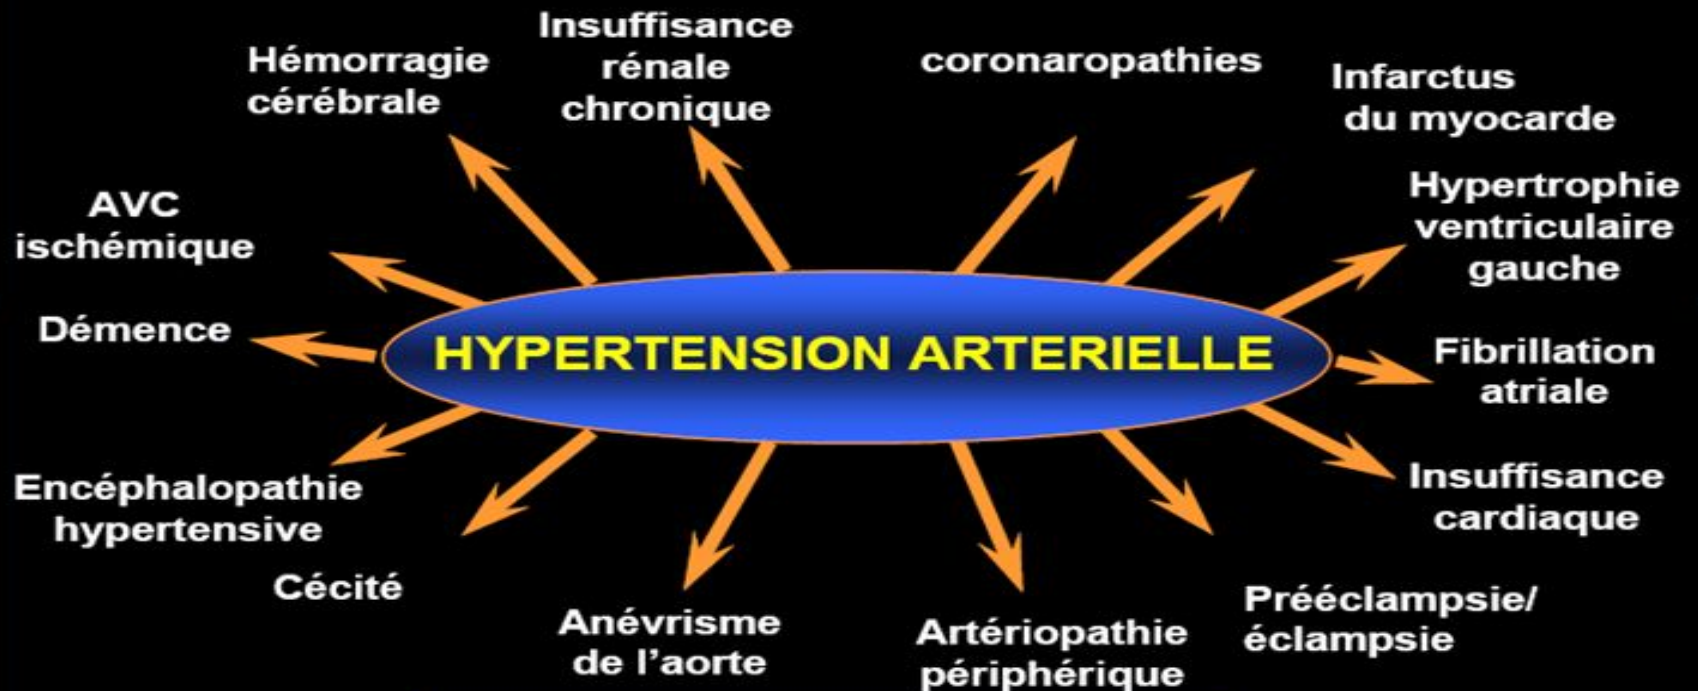 Hémorragie
cérébrale
Insuffisance
rénale
chronique
coronaropathies
Infarctus
du myocarde
AVC
ischémique
Hypertrophie
ventriculaire
gauche
Démence
HYPERTENSION ARTERIELLE
Fibrillation
atriale
Encéphalopathie
hypertensive
Insuffisance
cardiaque
Cécité
Anévrisme
de l’aorte
Artériopathie
périphérique
Prééclampsie/
éclampsie